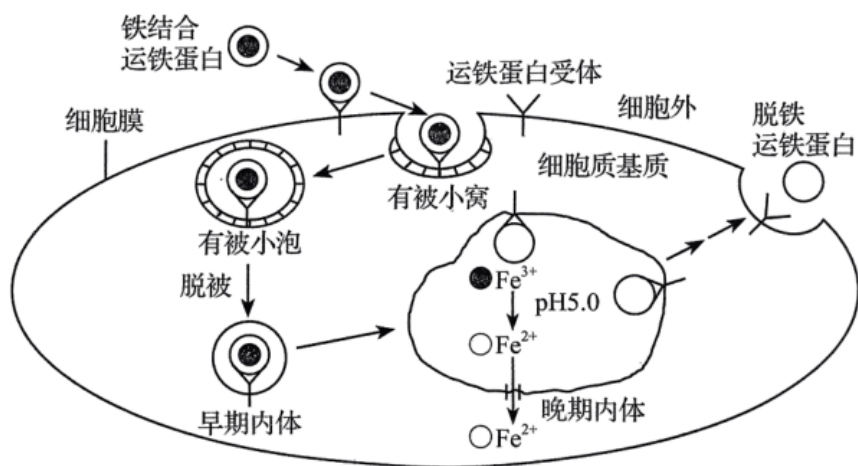 铁结合
运铁蛋白
运铁蛋白受体
细胞外
脱铁
运铁蛋白
细胞膜
细胞质基质
有被小窝
有被小泡
脱被
Fe³⁺
pH5.0
Fe²⁺
早期内体
晚期内体
Fe²⁺